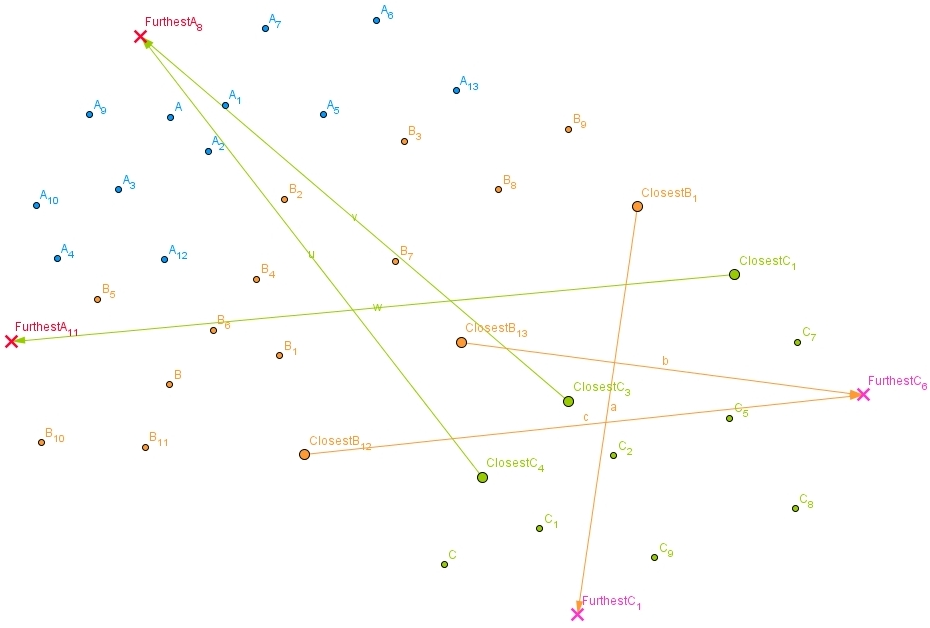 A₆
FurthestA₈
A₇
A₁₃
A₉
A
A₁
A₅
B₉
B₃
A₂
A₃
B₈
A₁₀
B₂
ClosestB₁
v
A₄
A₁₂
u
B₇
ClosestC₁
B₄
B₅
w
FurthestA₁₁
B₆
ClosestB₁₃
C₇
B₁
b
B
ClosestC₃
FurthestC₆
a
c
C₅
B₁₀
B₁₁
ClosestB₁₂
C₂
ClosestC₄
C₈
C₁
C
C₉
FurthestC₁